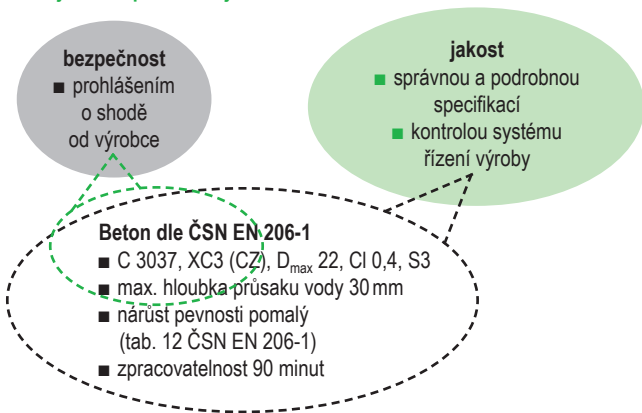 bezpečnost
■ prohlášením
o shodě
od výrobce
jakost
■ správnou a podrobnou
specifikací
■ kontrolou systému
řízení výroby
Beton dle ČSN EN 206-1
■ C 3037, XC3 (CZ), Dmax 22, Cl 0,4, S3
■ max. hloubka průsaku vody 30 mm
■ nárůst pevnosti pomalý
(tab. 12 ČSN EN 206-1)
■ zpracovatelnost 90 minut